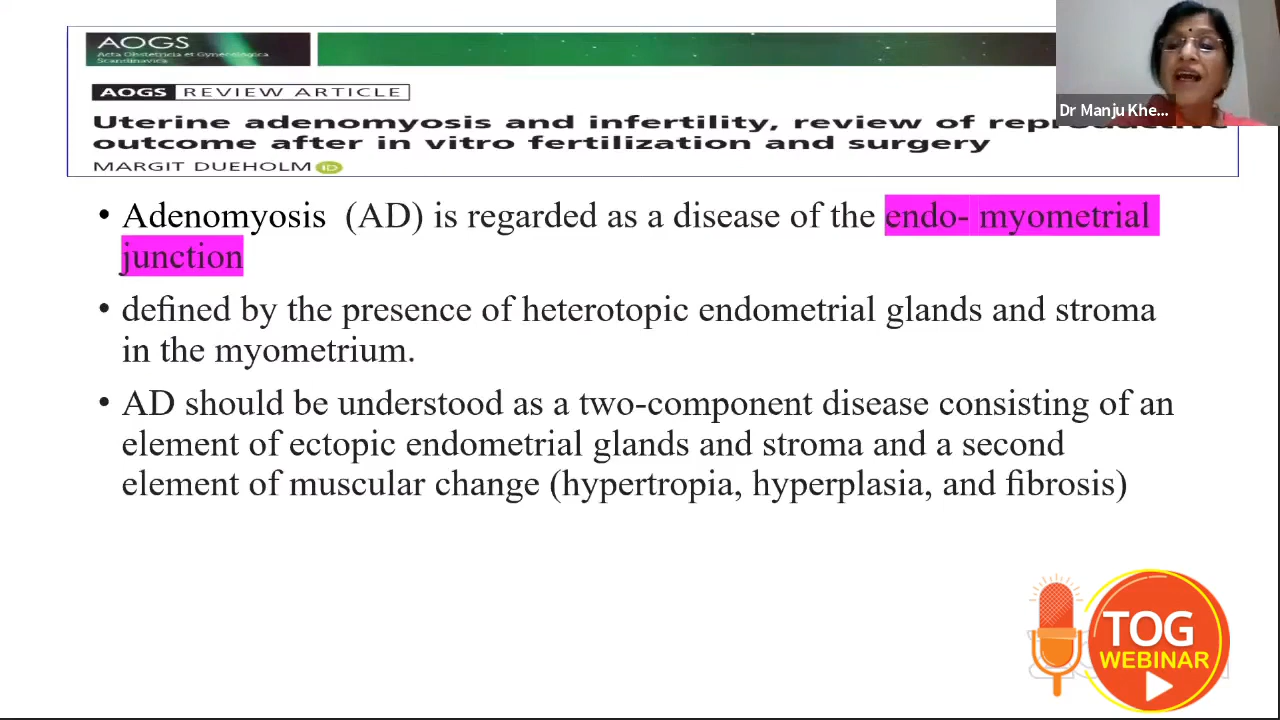 AOGS
Acta Obstetricia et Gynecologica
Scandinavica
AOGS REVIEW ARTICLE
Uterine adenomyosis and infertility, review of reproductive
outcome after in vitro fertilization and surgery
MARGIT DUEHOLM iD
Dr Manju Khe...
• Adenomyosis (AD) is regarded as a disease of the endo- myometrial
junction
• defined by the presence of heterotopic endometrial glands and stroma
in the myometrium.
• AD should be understood as a two-component disease consisting of an
element of ectopic endometrial glands and stroma and a second
element of muscular change (hypertropia, hyperplasia, and fibrosis)
TOG
WEBINAR